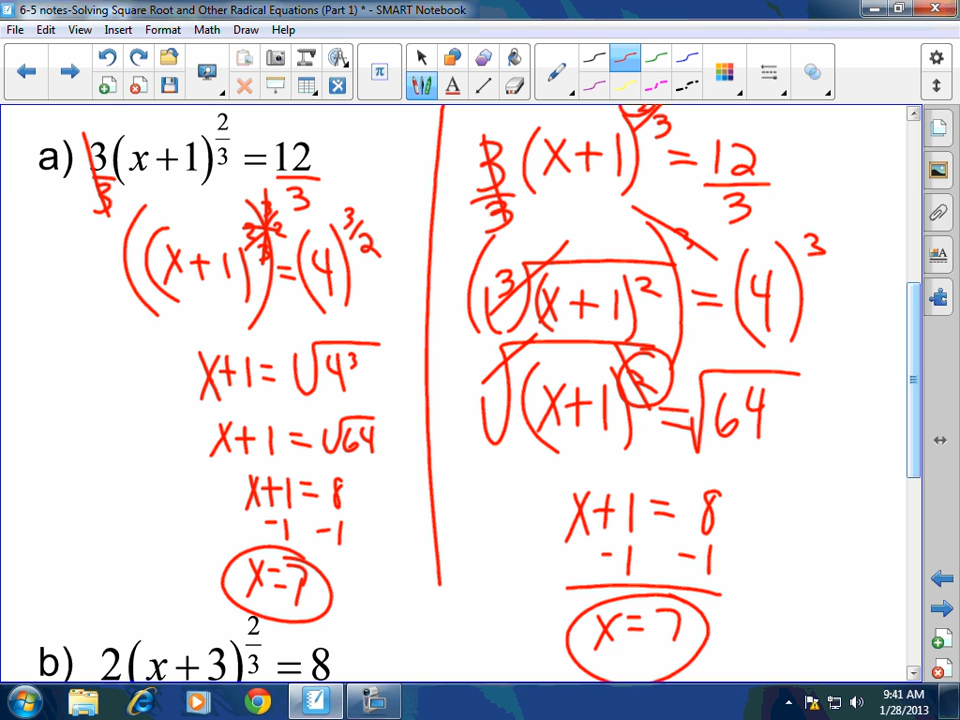 6-5 notes-Solving Square Root and Other Radical Equations (Part 1) * - SMART Notebook
File Edit View Insert Format Math Draw Help
π
a) 3(x+1)^(2/3) = 12
3 3
((x+1)^(2/3))^(3/2) = (4)^(3/2)
x+1 = √4³
x+1 = √64
x+1 = 8
-1 -1
x=7
3(x+1)^(2/3) = 12
3 3
(³√(x+1)²)³ = (4)³
√(x+1)² = √64
x+1 = 8
-1 -1
x=7
b) 2(x+3)^(2/3) = 8
9:41 AM
1/28/2013